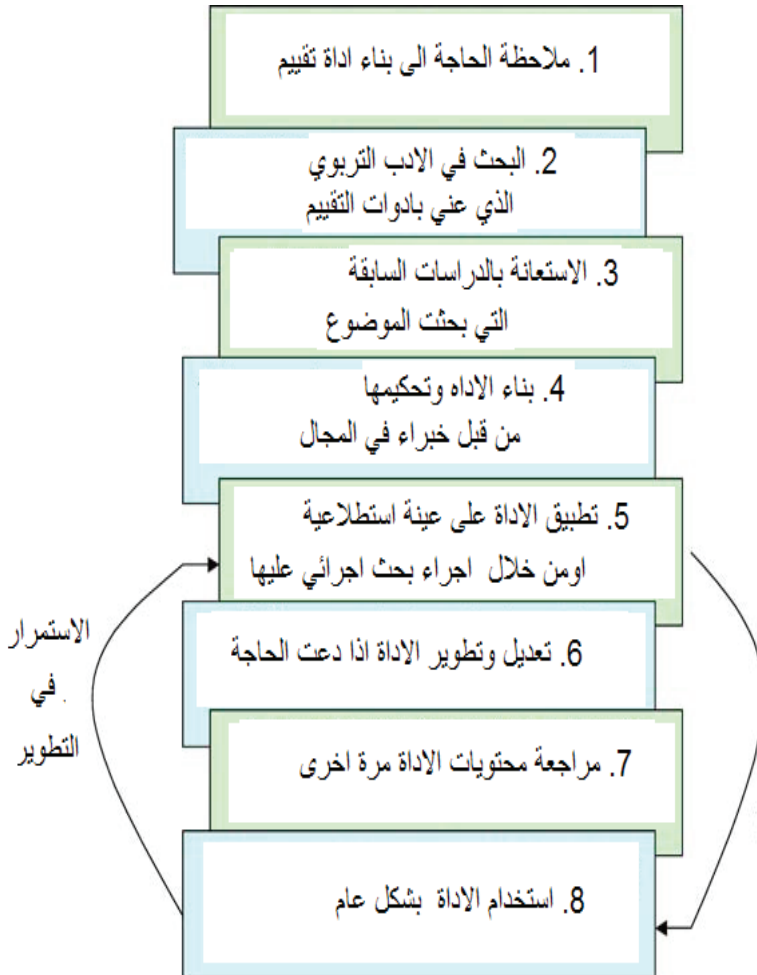 1. ملاحظة الحاجة الى بناء اداة تقييم
2. البحث في الادب التربوي
الذي عني بادوات التقييم
3. الاستعانة بالدراسات السابقة
التي بحثت الموضوع
4. بناء الاداه وتحكيمها
من قبل خبراء في المجال
5. تطبيق الاداة على عينة استطلاعية
اومن خلال اجراء بحث اجرائي عليها
6. تعديل وتطوير الاداة اذا دعت الحاجة
7. مراجعة محتويات الاداة مرة اخرى
8. استخدام الاداة بشكل عام
الاستمرار
في
التطوير